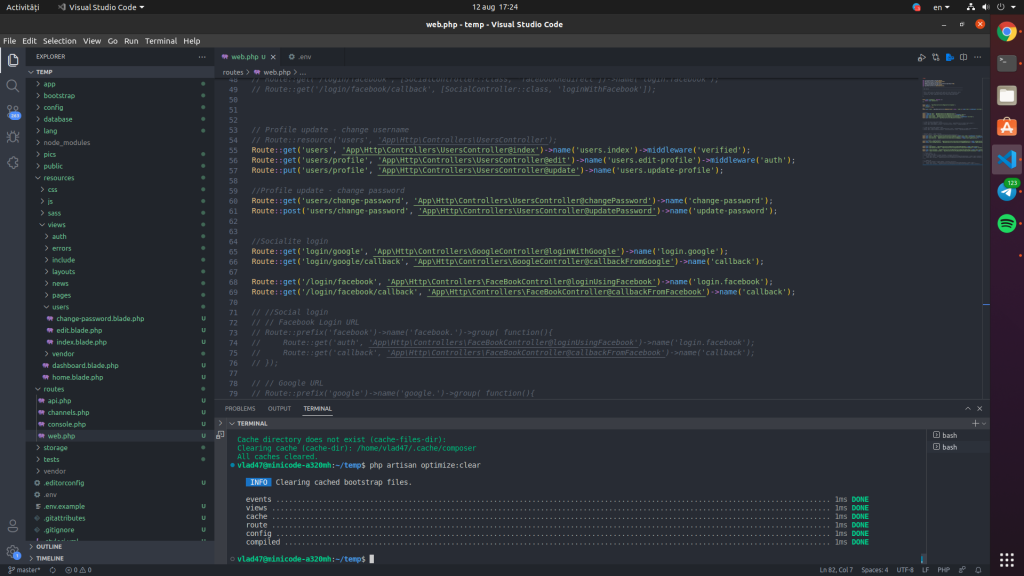 Activități
Visual Studio Code
12 aug 17:24
en
web.php - temp - Visual Studio Code
File Edit Selection View Go Run Terminal Help
EXPLORER
web.php U
.env
TEMP
routes > web.php > ...
app
bootstrap
config
database
lang
node_modules
pics
public
resources
css
js
sass
views
auth
errors
include
layouts
news
pages
users
change-password.blade.php U
edit.blade.php U
index.blade.php U
vendor
dashboard.blade.php U
home.blade.php U
routes
api.php U
channels.php U
console.php U
web.php U
storage
tests
vendor
.editorconfig U
.env
.env.example U
.gitattributes U
.gitignore U
OUTLINE
TIMELINE
48 // Route::get('/login/facebook', [SocialController::class, 'facebookRedirect'])->name('login.facebook');
49 // Route::get('/login/facebook/callback', [SocialController::class, 'loginWithFacebook']);
50
51
52
53 // Profile update - change username
54 // Route::resource('users', 'App\Http\Controllers\UsersController');
55 Route::get('users', 'App\Http\Controllers\UsersController@index')->name('users.index')->middleware('verified');
56 Route::get('users/profile', 'App\Http\Controllers\UsersController@edit')->name('users.edit-profile')->middleware('auth');
57 Route::put('users/profile', 'App\Http\Controllers\UsersController@update')->name('users.update-profile');
58
59 //Profile update - change password
60 Route::get('users/change-password', 'App\Http\Controllers\UsersController@changePassword')->name('change-password');
61 Route::post('users/change-password', 'App\Http\Controllers\UsersController@updatePassword')->name('update-password');
62
63
64 //Socialite login
65 Route::get('login/google', 'App\Http\Controllers\GoogleController@loginWithGoogle')->name('login.google');
66 Route::get('login/google/callback', 'App\Http\Controllers\GoogleController@callbackFromGoogle')->name('callback');
67
68 Route::get('/login/facebook', 'App\Http\Controllers\FaceBookController@loginUsingFacebook')->name('login.facebook');
69 Route::get('/login/facebook/callback', 'App\Http\Controllers\FaceBookController@callbackFromFacebook')->name('callback');
70
71 // //Social login
72 // // Facebook Login URL
73 // Route::prefix('facebook')->name('facebook.')->group( function(){
74 // Route::get('auth', 'App\Http\Controllers\FaceBookController@loginUsingFacebook')->name('login.facebook');
75 // Route::get('callback', 'App\Http\Controllers\FaceBookController@callbackFromFacebook')->name('callback');
76 // });
77
78 // // Google URL
79 // Route::prefix('google')->name('google.')->group( function(){
PROBLEMS OUTPUT TERMINAL
TERMINAL
Cache directory does not exist (cache-files-dir):
Clearing cache (cache-dir): /home/vlad47/.cache/composer
All caches cleared.
vlad47@minicode-a320mh:~/temp$ php artisan optimize:clear
INFO Clearing cached bootstrap files.
events 1ms DONE
views 1ms DONE
cache 1ms DONE
route 1ms DONE
config 1ms DONE
compiled 1ms DONE
vlad47@minicode-a320mh:~/temp$
bash
bash
123
master*
0 0
Ln 82, Col 7 Spaces: 4 UTF-8 LF PHP